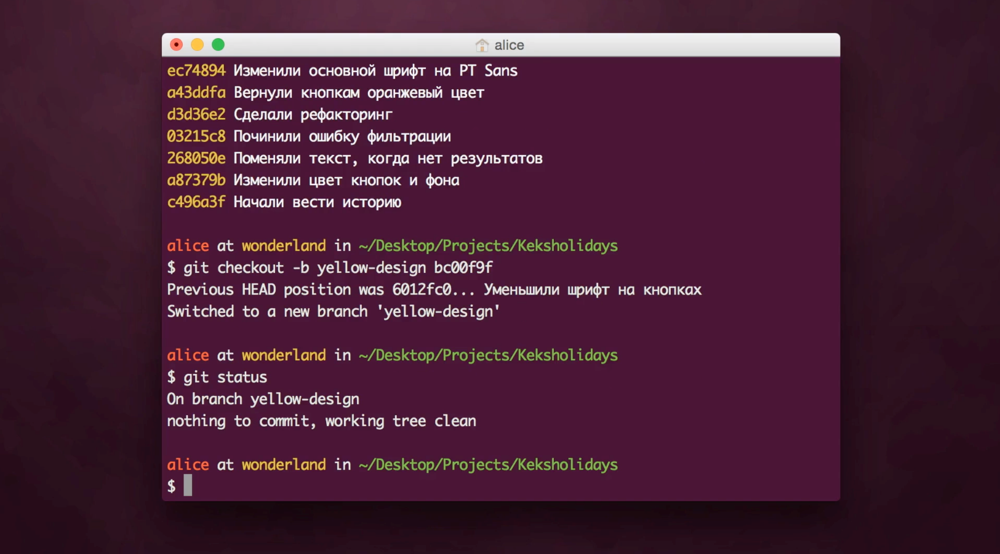 alice
ec74894 Изменили основной шрифт на PT Sans
a43ddfa Вернули кнопкам оранжевый цвет
d3d36e2 Сделали рефакторинг
03215c8 Починили ошибку фильтрации
268050e Поменяли текст, когда нет результатов
a87379b Изменили цвет кнопок и фона
c496a3f Начали вести историю
alice at wonderland in ~/Desktop/Projects/Keksholidays
$ git checkout -b yellow-design bc00f9f
Previous HEAD position was 6012fc0... Уменьшили шрифт на кнопках
Switched to a new branch 'yellow-design'
alice at wonderland in ~/Desktop/Projects/Keksholidays
$ git status
On branch yellow-design
nothing to commit, working tree clean
alice at wonderland in ~/Desktop/Projects/Keksholidays
$